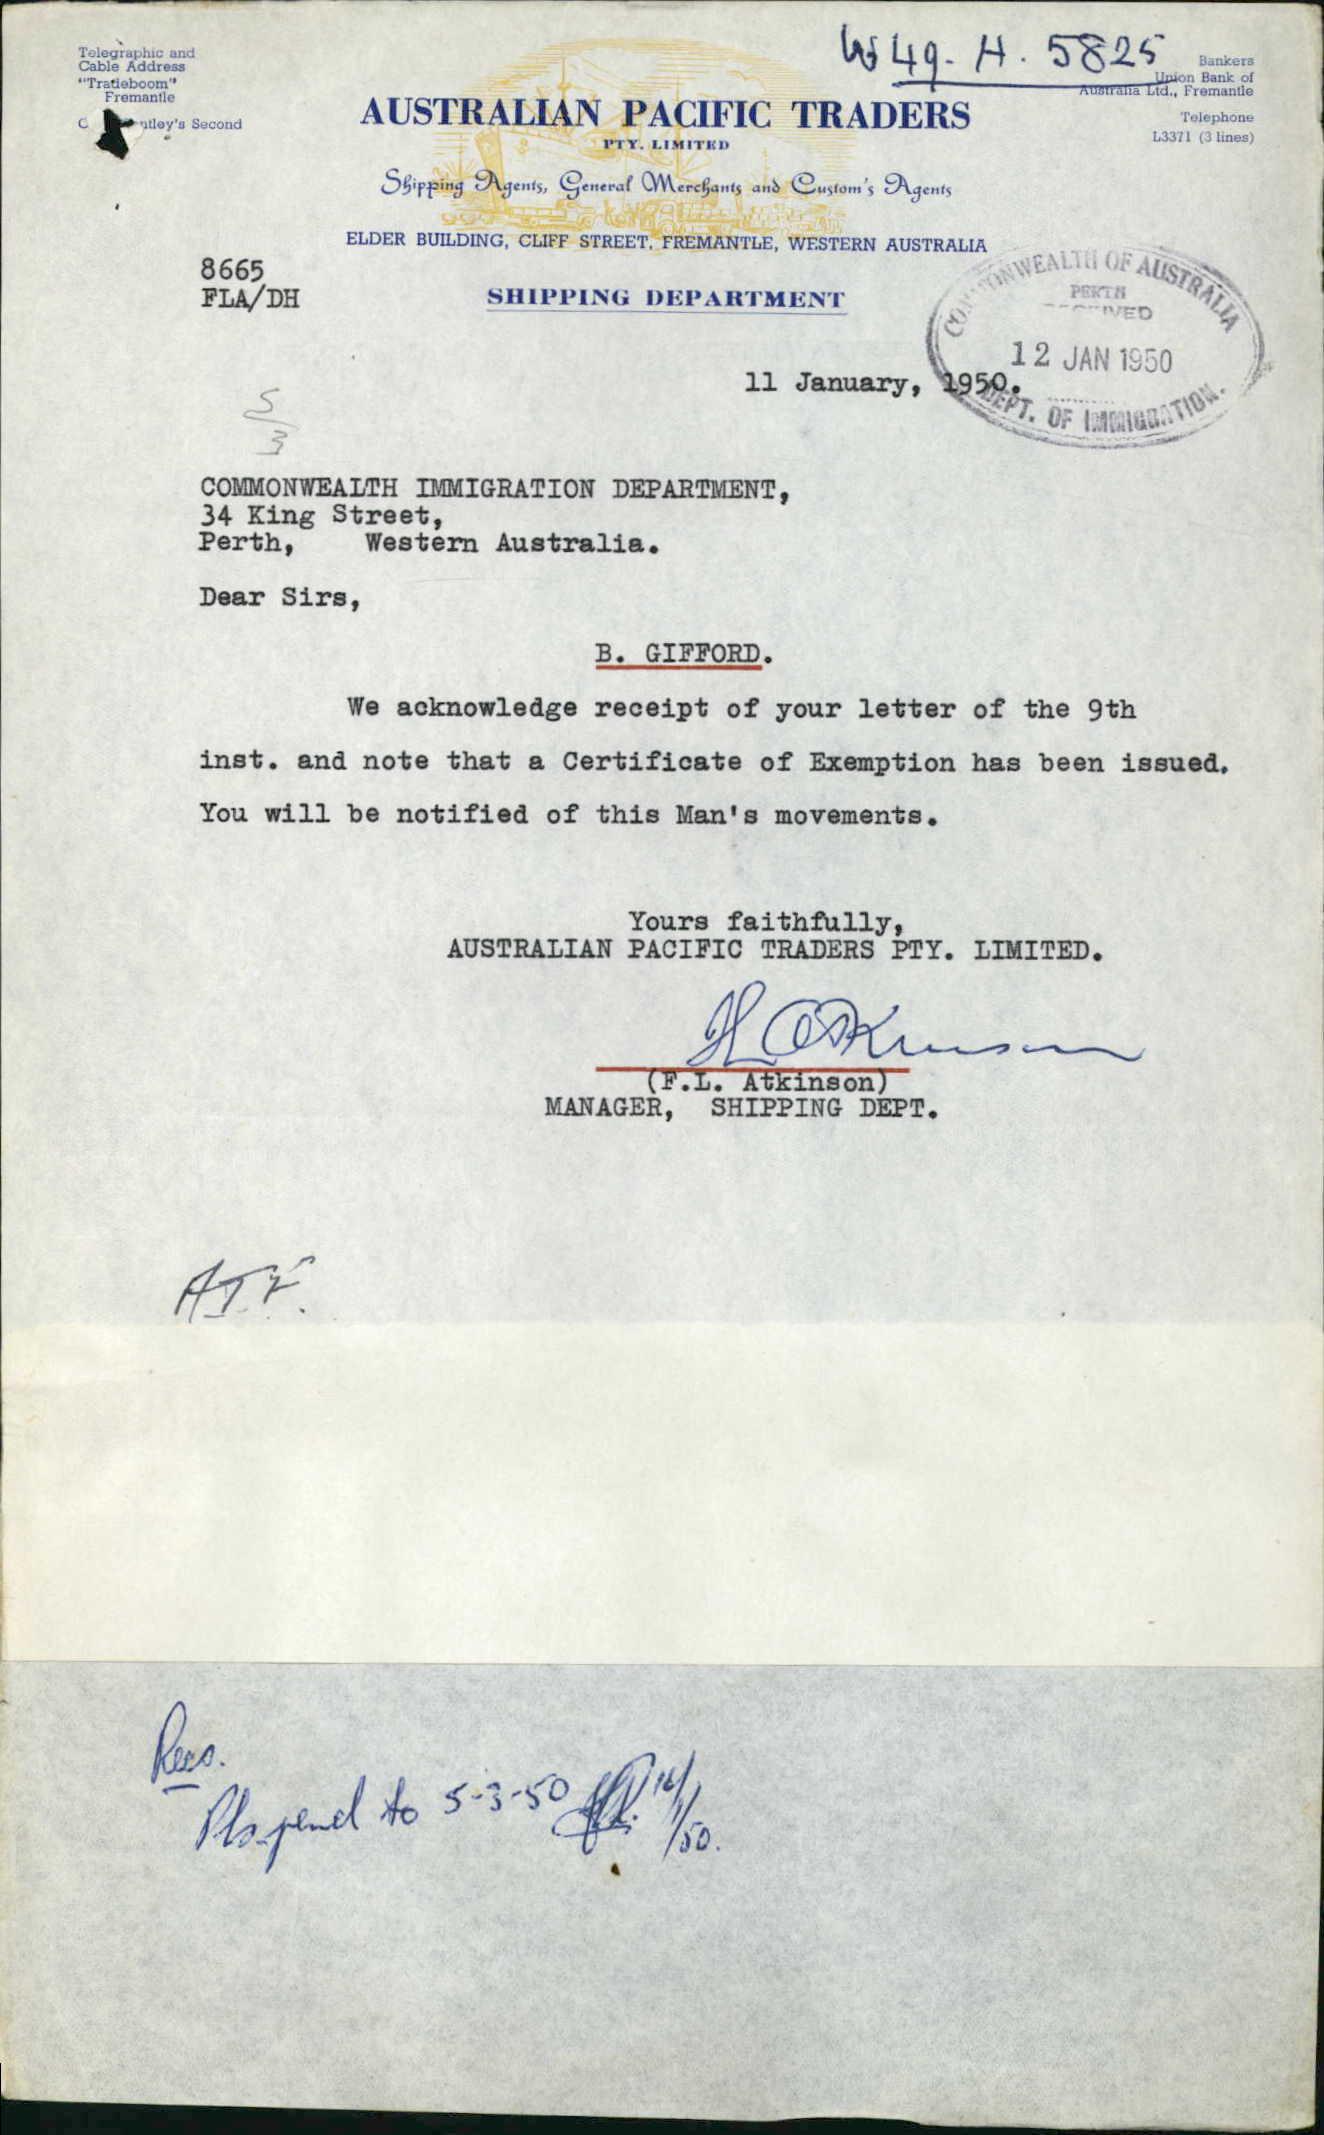 W49. H. 5825
Telegraphic and
Cable Address
"Tradeboom"
Fremantle
ntley's Second
Bankers
Union Bank of
Australia Ltd., Fremantle
Telephone
L3371 (3 lines)
AUSTRALIAN PACIFIC TRADERS
PTY. LIMITED
Shipping Agents, General Merchants and Custom's Agents
ELDER BUILDING, CLIFF STREET, FREMANTLE, WESTERN AUSTRALIA
8665
FLA/DH
SHIPPING DEPARTMENT
COMMONWEALTH OF AUSTRALIA
PERTH
RECEIVED
12 JAN 1950
DEPT. OF IMMIGRATION.
11 January, 1950.
5/3
COMMONWEALTH IMMIGRATION DEPARTMENT,
34 King Street,
Perth, Western Australia.
Dear Sirs,
B. GIFFORD.
We acknowledge receipt of your letter of the 9th
inst. and note that a Certificate of Exemption has been issued.
You will be notified of this Man's movements.
Yours faithfully,
AUSTRALIAN PACIFIC TRADERS PTY. LIMITED.
(F.L. Atkinson)
MANAGER, SHIPPING DEPT.
Recs.
Pls pend to 5-3-50